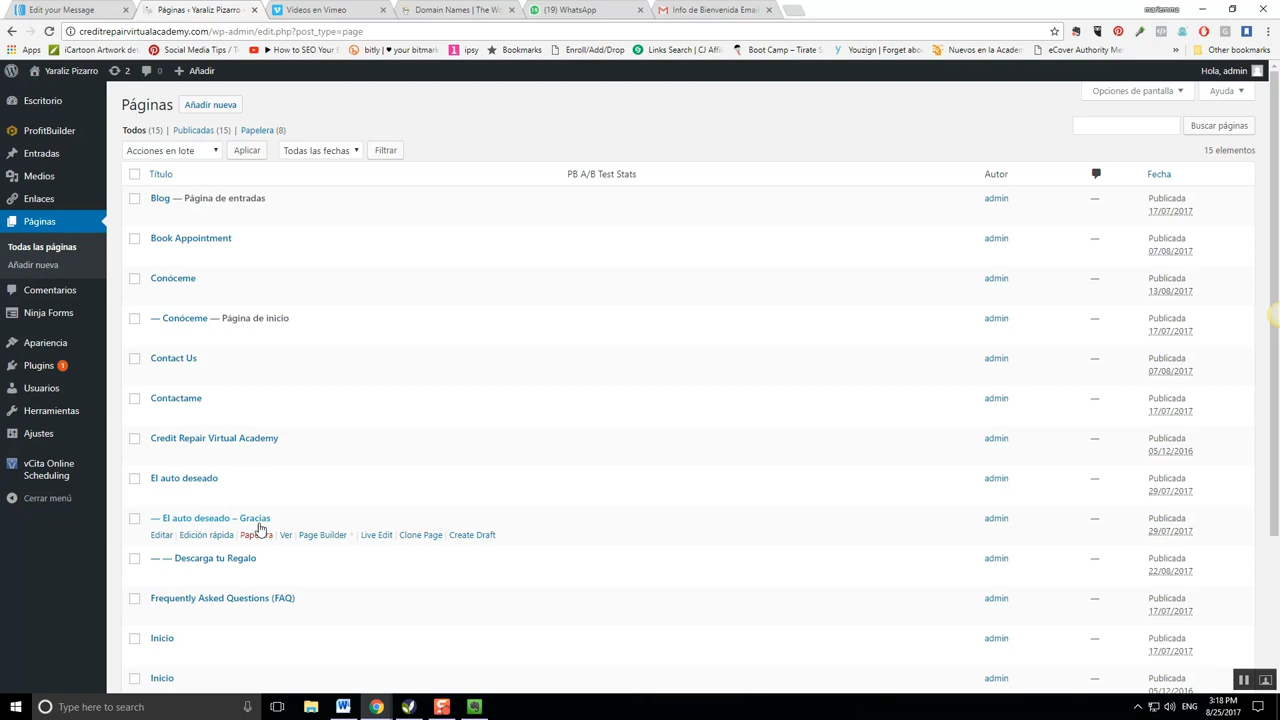 Edit your Message
Páginas ‹ Yaraliz Pizarro ‹
Videos en Vimeo
Domain Names | The Wo
(19) WhatsApp
Info de Bienvenida Email
mariemma
creditrepairvirtualacademy.com/wp-admin/edit.php?post_type=page
Apps
iCartoon Artwork de
Social Media Tips /
How to SEO Your
bitly | ♥ your bitmark
ipsy
Bookmarks
Enroll/Add/Drop
Links Search | CJ Affi
Boot Camp – Tirate
Youzign | Forget abo
Nuevos en la Acade
eCover Authority Me
Other bookmarks
Yaraliz Pizarro
2
0
Añadir
Hola, admin
Escritorio
ProfitBuilder
Entradas
Medios
Enlaces
Páginas
Todas las páginas
Añadir nueva
Comentarios
Ninja Forms
Apariencia
Plugins 1
Usuarios
Herramientas
Ajustes
vCita Online
Scheduling
Cerrar menú
Páginas
Añadir nueva
Opciones de pantalla
Ayuda
Todos (15) | Publicadas (15) | Papelera (8)
Buscar páginas
Acciones en lote
Aplicar
Todas las fechas
Filtrar
15 elementos
Título
PB A/B Test Stats
Autor
Fecha
Blog — Página de entradas
admin
—
Publicada
17/07/2017
Book Appointment
admin
—
Publicada
07/08/2017
Conóceme
admin
—
Publicada
13/08/2017
— Conóceme — Página de inicio
admin
—
Publicada
17/07/2017
Contact Us
admin
—
Publicada
07/08/2017
Contactame
admin
—
Publicada
17/07/2017
Credit Repair Virtual Academy
admin
—
Publicada
05/12/2016
El auto deseado
admin
—
Publicada
29/07/2017
— El auto deseado – Gracias
admin
—
Publicada
29/07/2017
Editar | Edición rápida | Papelera | Ver | Page Builder | Live Edit | Clone Page | Create Draft
— — Descarga tu Regalo
admin
—
Publicada
22/08/2017
Frequently Asked Questions (FAQ)
admin
—
Publicada
17/07/2017
Inicio
admin
—
Publicada
17/07/2017
Inicio
admin
—
Publicada
05/12/2016
Type here to search
ENG
3:18 PM
8/25/2017